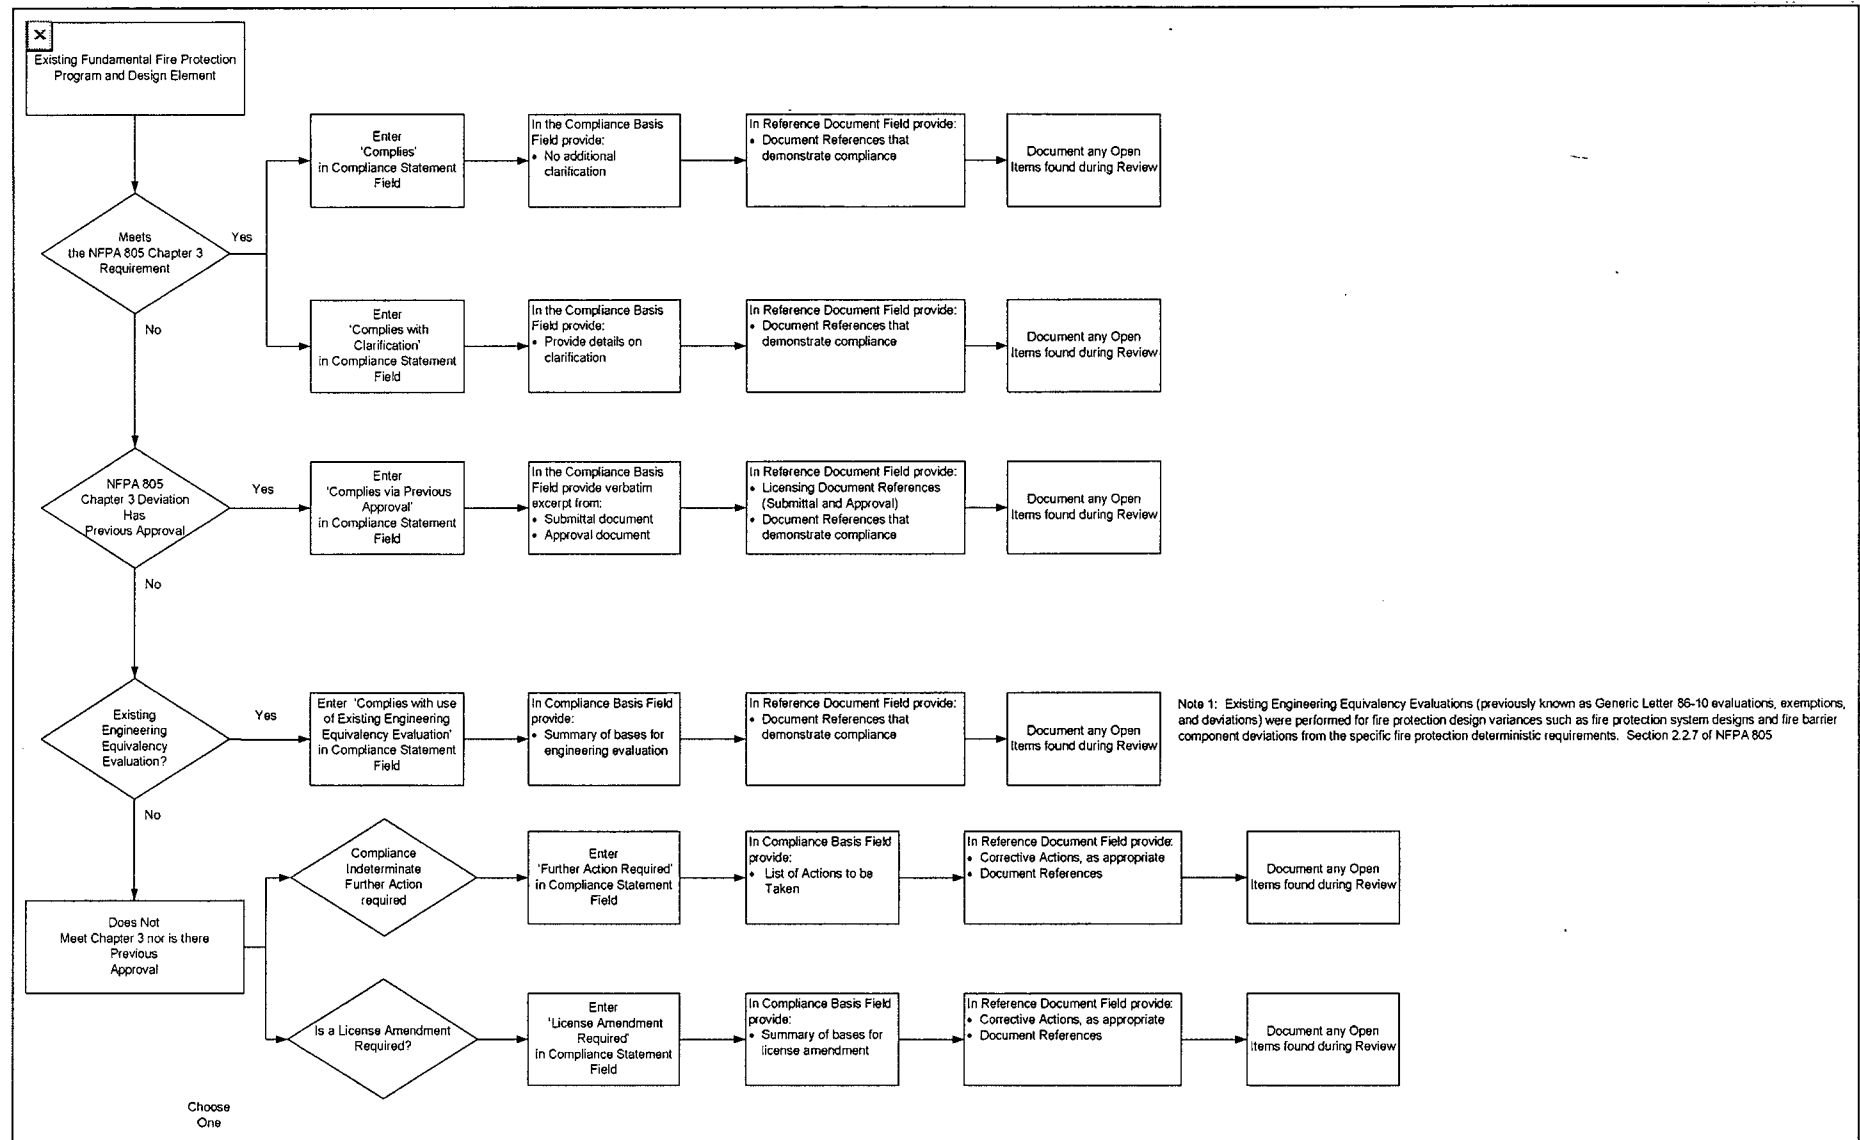 Existing Fundamental Fire Protection
Program and Design Element
Enter
'Complies'
in Compliance Statement
Field
In the Compliance Basis
Field provide:
• No additional
clarification
In Reference Document Field provide:
• Document References that
demonstrate compliance
Document any Open
Items found during Review
Meets
the NFPA 805 Chapter 3
Requirement
Yes
No
Enter
'Complies with
Clarification'
in Compliance Statement
Field
In the Compliance Basis
Field provide:
• Provide details on
clarification
In Reference Document Field provide:
• Document References that
demonstrate compliance
Document any Open
Items found during Review
NFPA 805
Chapter 3 Deviation
Has
Previous Approval
Yes
No
Enter
'Complies via Previous
Approval'
in Compliance Statement
Field
In the Compliance Basis
Field provide verbatim
excerpt from:
• Submittal document
• Approval document
In Reference Document Field provide:
• Licensing Document References
(Submittal and Approval)
• Document References that
demonstrate compliance
Document any Open
Items found during Review
Existing
Engineering
Equivalency
Evaluation?
Yes
No
Enter 'Complies with use
of Existing Engineering
Equivalency Evaluation'
in Compliance Statement
Field
In Compliance Basis Field
provide:
• Summary of bases for
engineering evaluation
In Reference Document Field provide:
• Document References that
demonstrate compliance
Document any Open
Items found during Review
Note 1: Existing Engineering Equivalency Evaluations (previously known as Generic Letter 86-10 evaluations, exemptions,
and deviations) were performed for fire protection design variances such as fire protection system designs and fire barrier
component deviations from the specific fire protection deterministic requirements. Section 2.2.7 of NFPA 805
Does Not
Meet Chapter 3 nor is there
Previous
Approval
Compliance
Indeterminate
Further Action
required
Enter
'Further Action Required'
in Compliance Statement
Field
In Compliance Basis Field
provide:
• List of Actions to be
Taken
In Reference Document Field provide:
• Corrective Actions, as appropriate
• Document References
Document any Open
Items found during Review
Is a License Amendment
Required?
Enter
'License Amendment
Required'
in Compliance Statement
Field
In Compliance Basis Field
provide:
• Summary of bases for
license amendment
In Reference Document Field provide:
• Corrective Actions, as appropriate
• Document References
Document any Open
Items found during Review
Choose
One